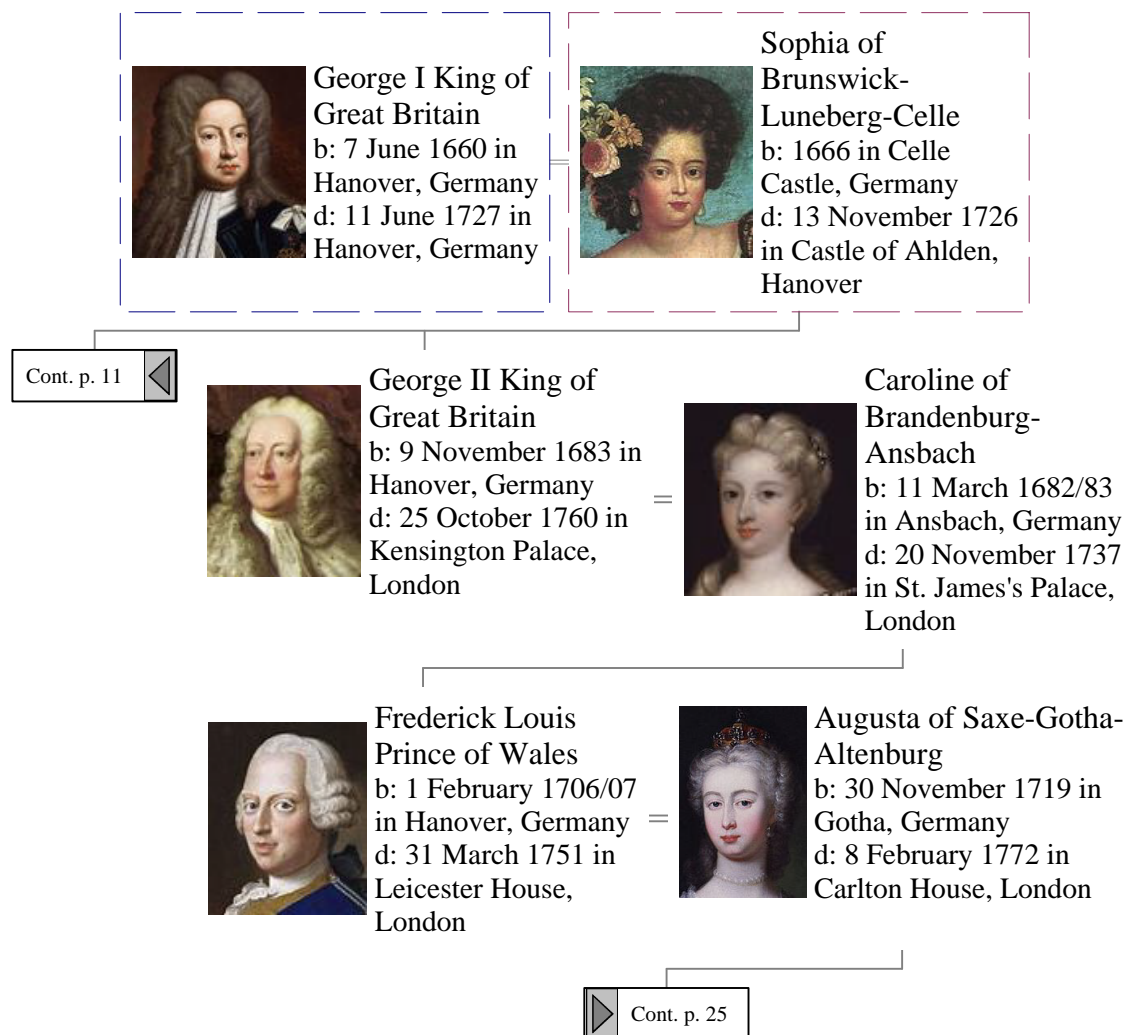 George I King of
Great Britain
b: 7 June 1660 in
Hanover, Germany
d: 11 June 1727 in
Hanover, Germany
Sophia of
Brunswick-
Luneberg-Celle
b: 1666 in Celle
Castle, Germany
d: 13 November 1726
in Castle of Ahlden,
Hanover
Cont. p. 11
George II King of
Great Britain
b: 9 November 1683 in
Hanover, Germany
d: 25 October 1760 in
Kensington Palace,
London
Caroline of
Brandenburg-
Ansbach
b: 11 March 1682/83
in Ansbach, Germany
d: 20 November 1737
in St. James's Palace,
London
Frederick Louis
Prince of Wales
b: 1 February 1706/07
in Hanover, Germany
d: 31 March 1751 in
Leicester House,
London
Augusta of Saxe-Gotha-
Altenburg
b: 30 November 1719 in
Gotha, Germany
d: 8 February 1772 in
Carlton House, London
Cont. p. 25